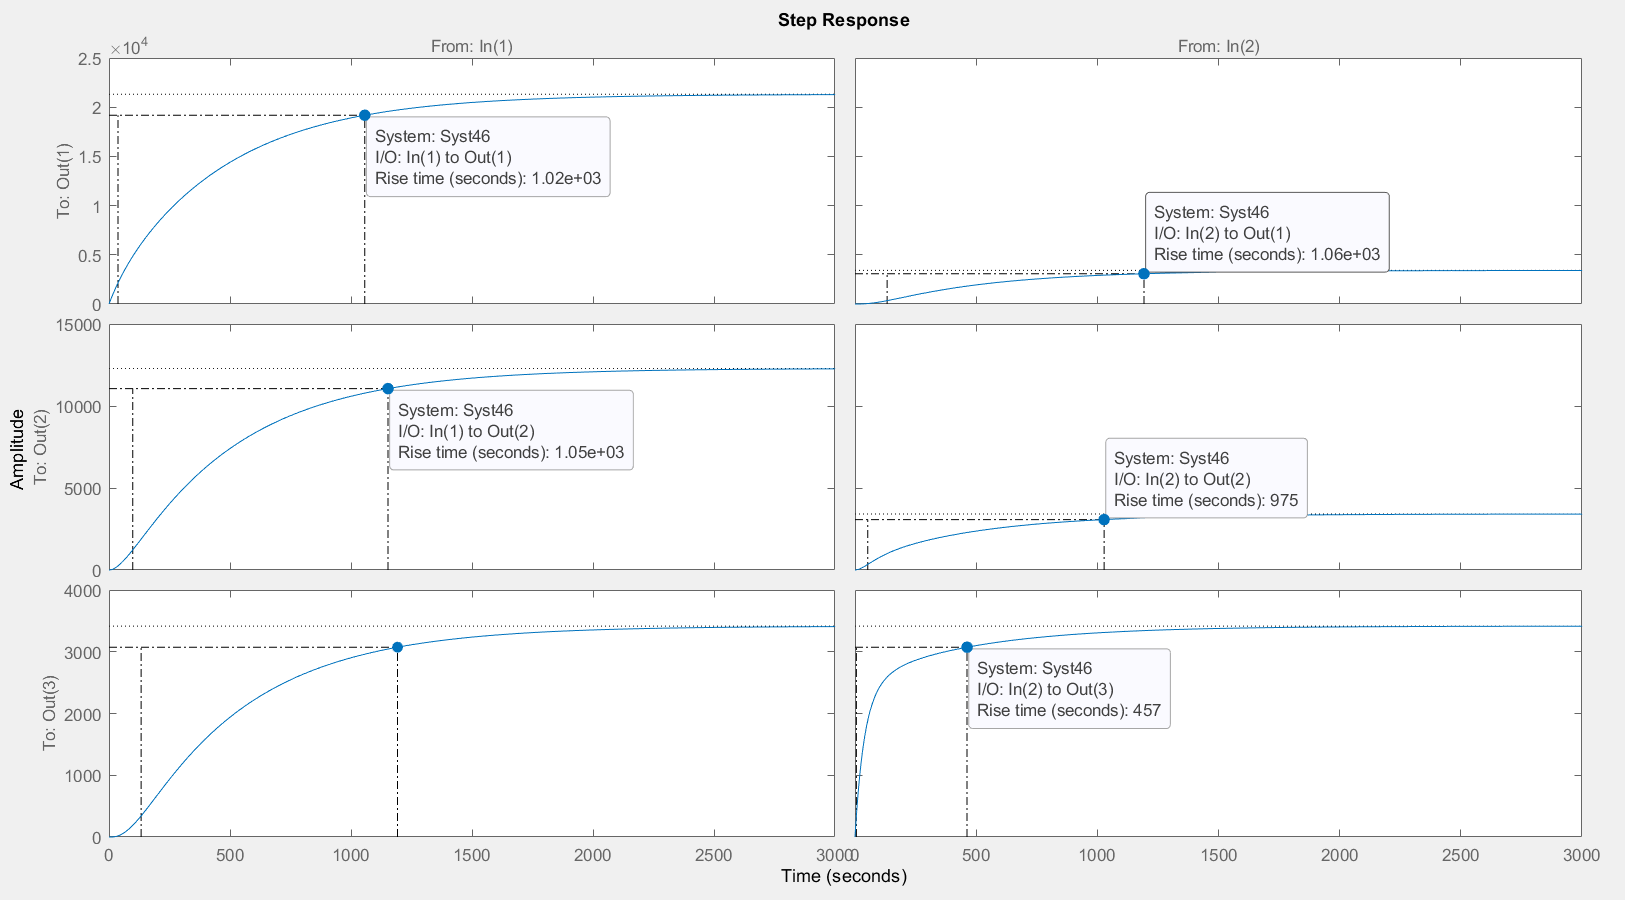 Step Response
From: In(1)
From: In(2)
×10^4
2.5
2
1.5
1
0.5
0
To: Out(1)
System: Syst46
I/O: In(1) to Out(1)
Rise time (seconds): 1.02e+03
System: Syst46
I/O: In(2) to Out(1)
Rise time (seconds): 1.06e+03
15000
10000
5000
0
Amplitude
To: Out(2)
System: Syst46
I/O: In(1) to Out(2)
Rise time (seconds): 1.05e+03
System: Syst46
I/O: In(2) to Out(2)
Rise time (seconds): 975
4000
3000
2000
1000
0
To: Out(3)
System: Syst46
I/O: In(2) to Out(3)
Rise time (seconds): 457
0 500 1000 1500 2000 2500 3000
0 500 1000 1500 2000 2500 3000
Time (seconds)